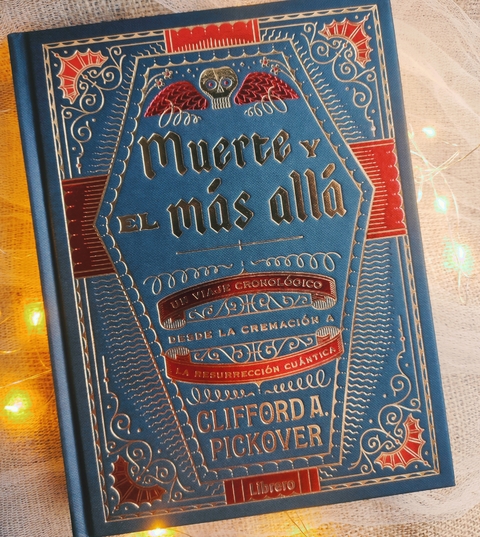 Muerte y
EL más allá
UN VIAJE CRONOLÓGICO
DESDE LA CREMACIÓN A
LA RESURRECCIÓN CUÁNTICA
CLIFFORD A.
PICKOVER
Librero